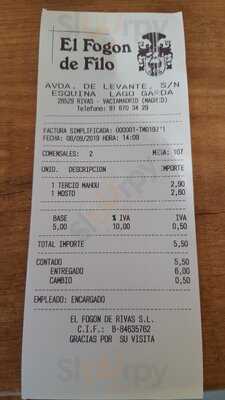 El Fogon
de Filo
AVDA. DE LEVANTE, S/N
ESQUINA LAGO GARDA
28529 RIVAS - VACIAMADRID (MADRID)
Telefono: 91 670 34 29
FACTURA SIMPLIFICADA: 000001-
FECHA: 08/09/2019 HORA: 14:08
COMENSALES: 2 MESA: 107
UNID. DESCRIPCION IMPORTE
1 TERCIO MAHOU 2,90
1 MOSTO 2,60
BASE % IVA IVA
5,00 10,00 0,50
TOTAL IMPORTE 5,50
CONTADO 5,50
ENTREGADO 6,00
CAMBIO 0,50
EMPLEADO: ENCARGADO
EL FOGON DE RIVAS S.L.
C.I.F.: B-84635762
GRACIAS POR SU VISITA